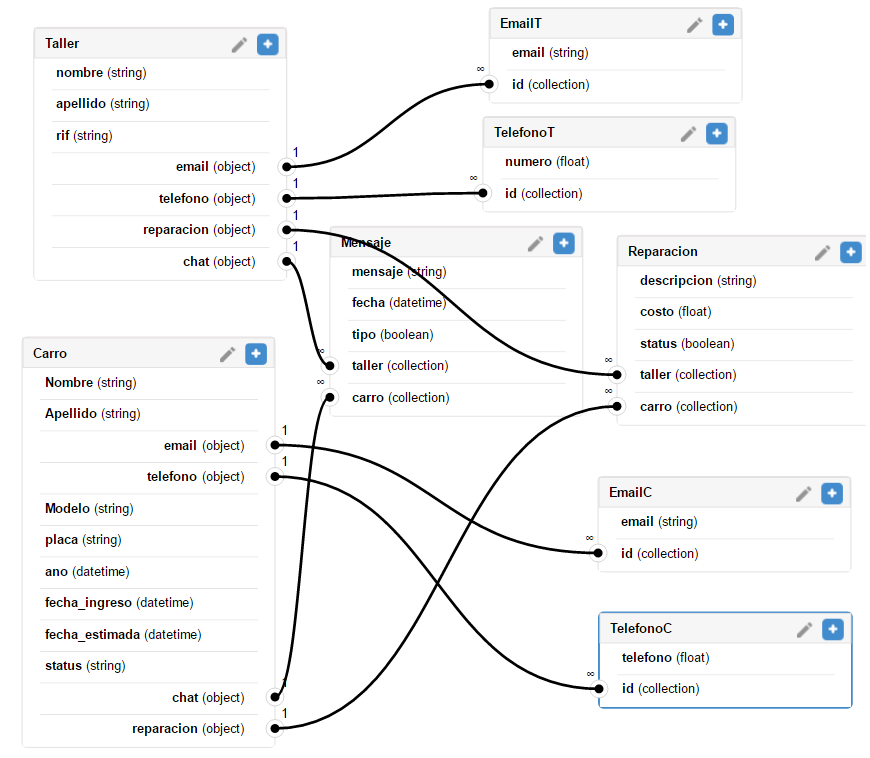 Taller
nombre (string)
apellido (string)
rif (string)
email (object)
1
telefono (object)
1
reparacion (object)
1
chat (object)
1
EmailT
email (string)
∞
id (collection)
TelefonoT
numero (float)
∞
id (collection)
Mensaje
mensaje (string)
fecha (datetime)
tipo (boolean)
∞
taller (collection)
∞
carro (collection)
Reparacion
descripcion (string)
costo (float)
status (boolean)
∞
taller (collection)
∞
carro (collection)
Carro
Nombre (string)
Apellido (string)
email (object)
1
telefono (object)
1
Modelo (string)
placa (string)
ano (datetime)
fecha_ingreso (datetime)
fecha_estimada (datetime)
status (string)
chat (object)
1
reparacion (object)
1
EmailC
email (string)
∞
id (collection)
TelefonoC
telefono (float)
∞
id (collection)